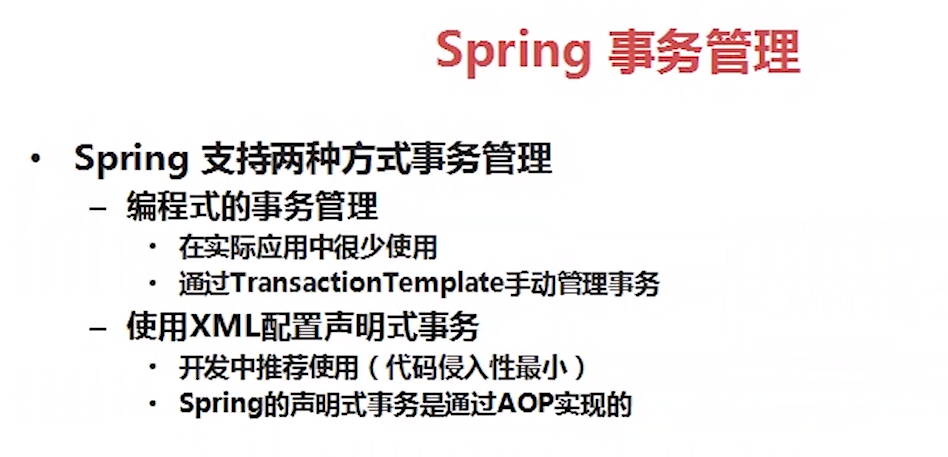 Spring 事务管理
• Spring 支持两种方式事务管理
– 编程式的事务管理
• 在实际应用中很少使用
• 通过TransactionTemplate手动管理事务
– 使用XML配置声明式事务
• 开发中推荐使用（代码侵入性最小）
• Spring的声明式事务是通过AOP实现的